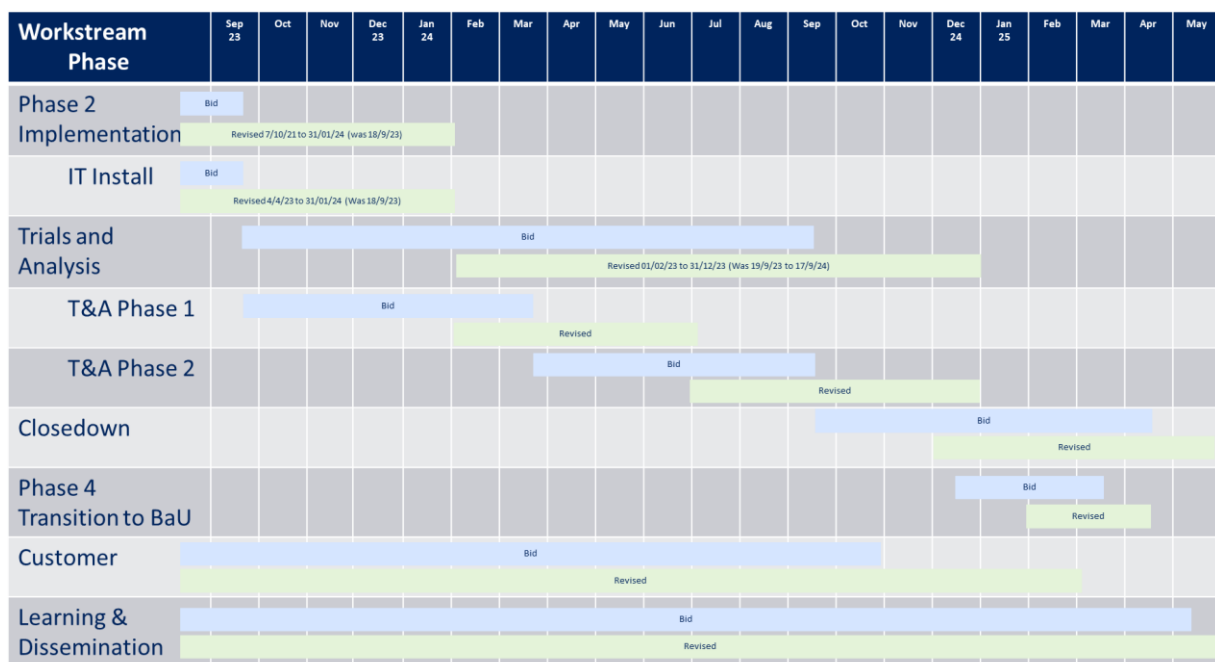 Workstream
Phase
Sep
23
Oct
Nov
Dec
23
Jan
24
Feb
Mar
Apr
May
Jun
Jul
Aug
Sep
Oct
Nov
Dec
24
Jan
25
Feb
Mar
Apr
May
Phase 2
Implementation
Bid
Revised 7/10/21 to 31/01/24 (was 18/9/23)
IT Install
Bid
Revised 4/4/23 to 31/01/24 (Was 18/9/23)
Trials and
Analysis
Bid
Revised 01/02/23 to 31/12/23 (Was 19/9/23 to 17/9/24)
T&A Phase 1
Bid
Revised
T&A Phase 2
Bid
Revised
Closedown
Bid
Revised
Phase 4
Transition to BaU
Bid
Revised
Customer
Bid
Revised
Learning &
Dissemination
Bid
Revised